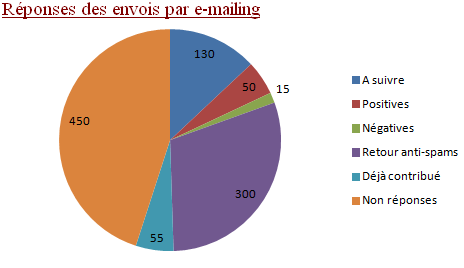 Réponses des envois par e-mailing
130
50
15
300
55
450
A suivre
Positives
Négatives
Retour anti-spams
Déjà contribué
Non réponses